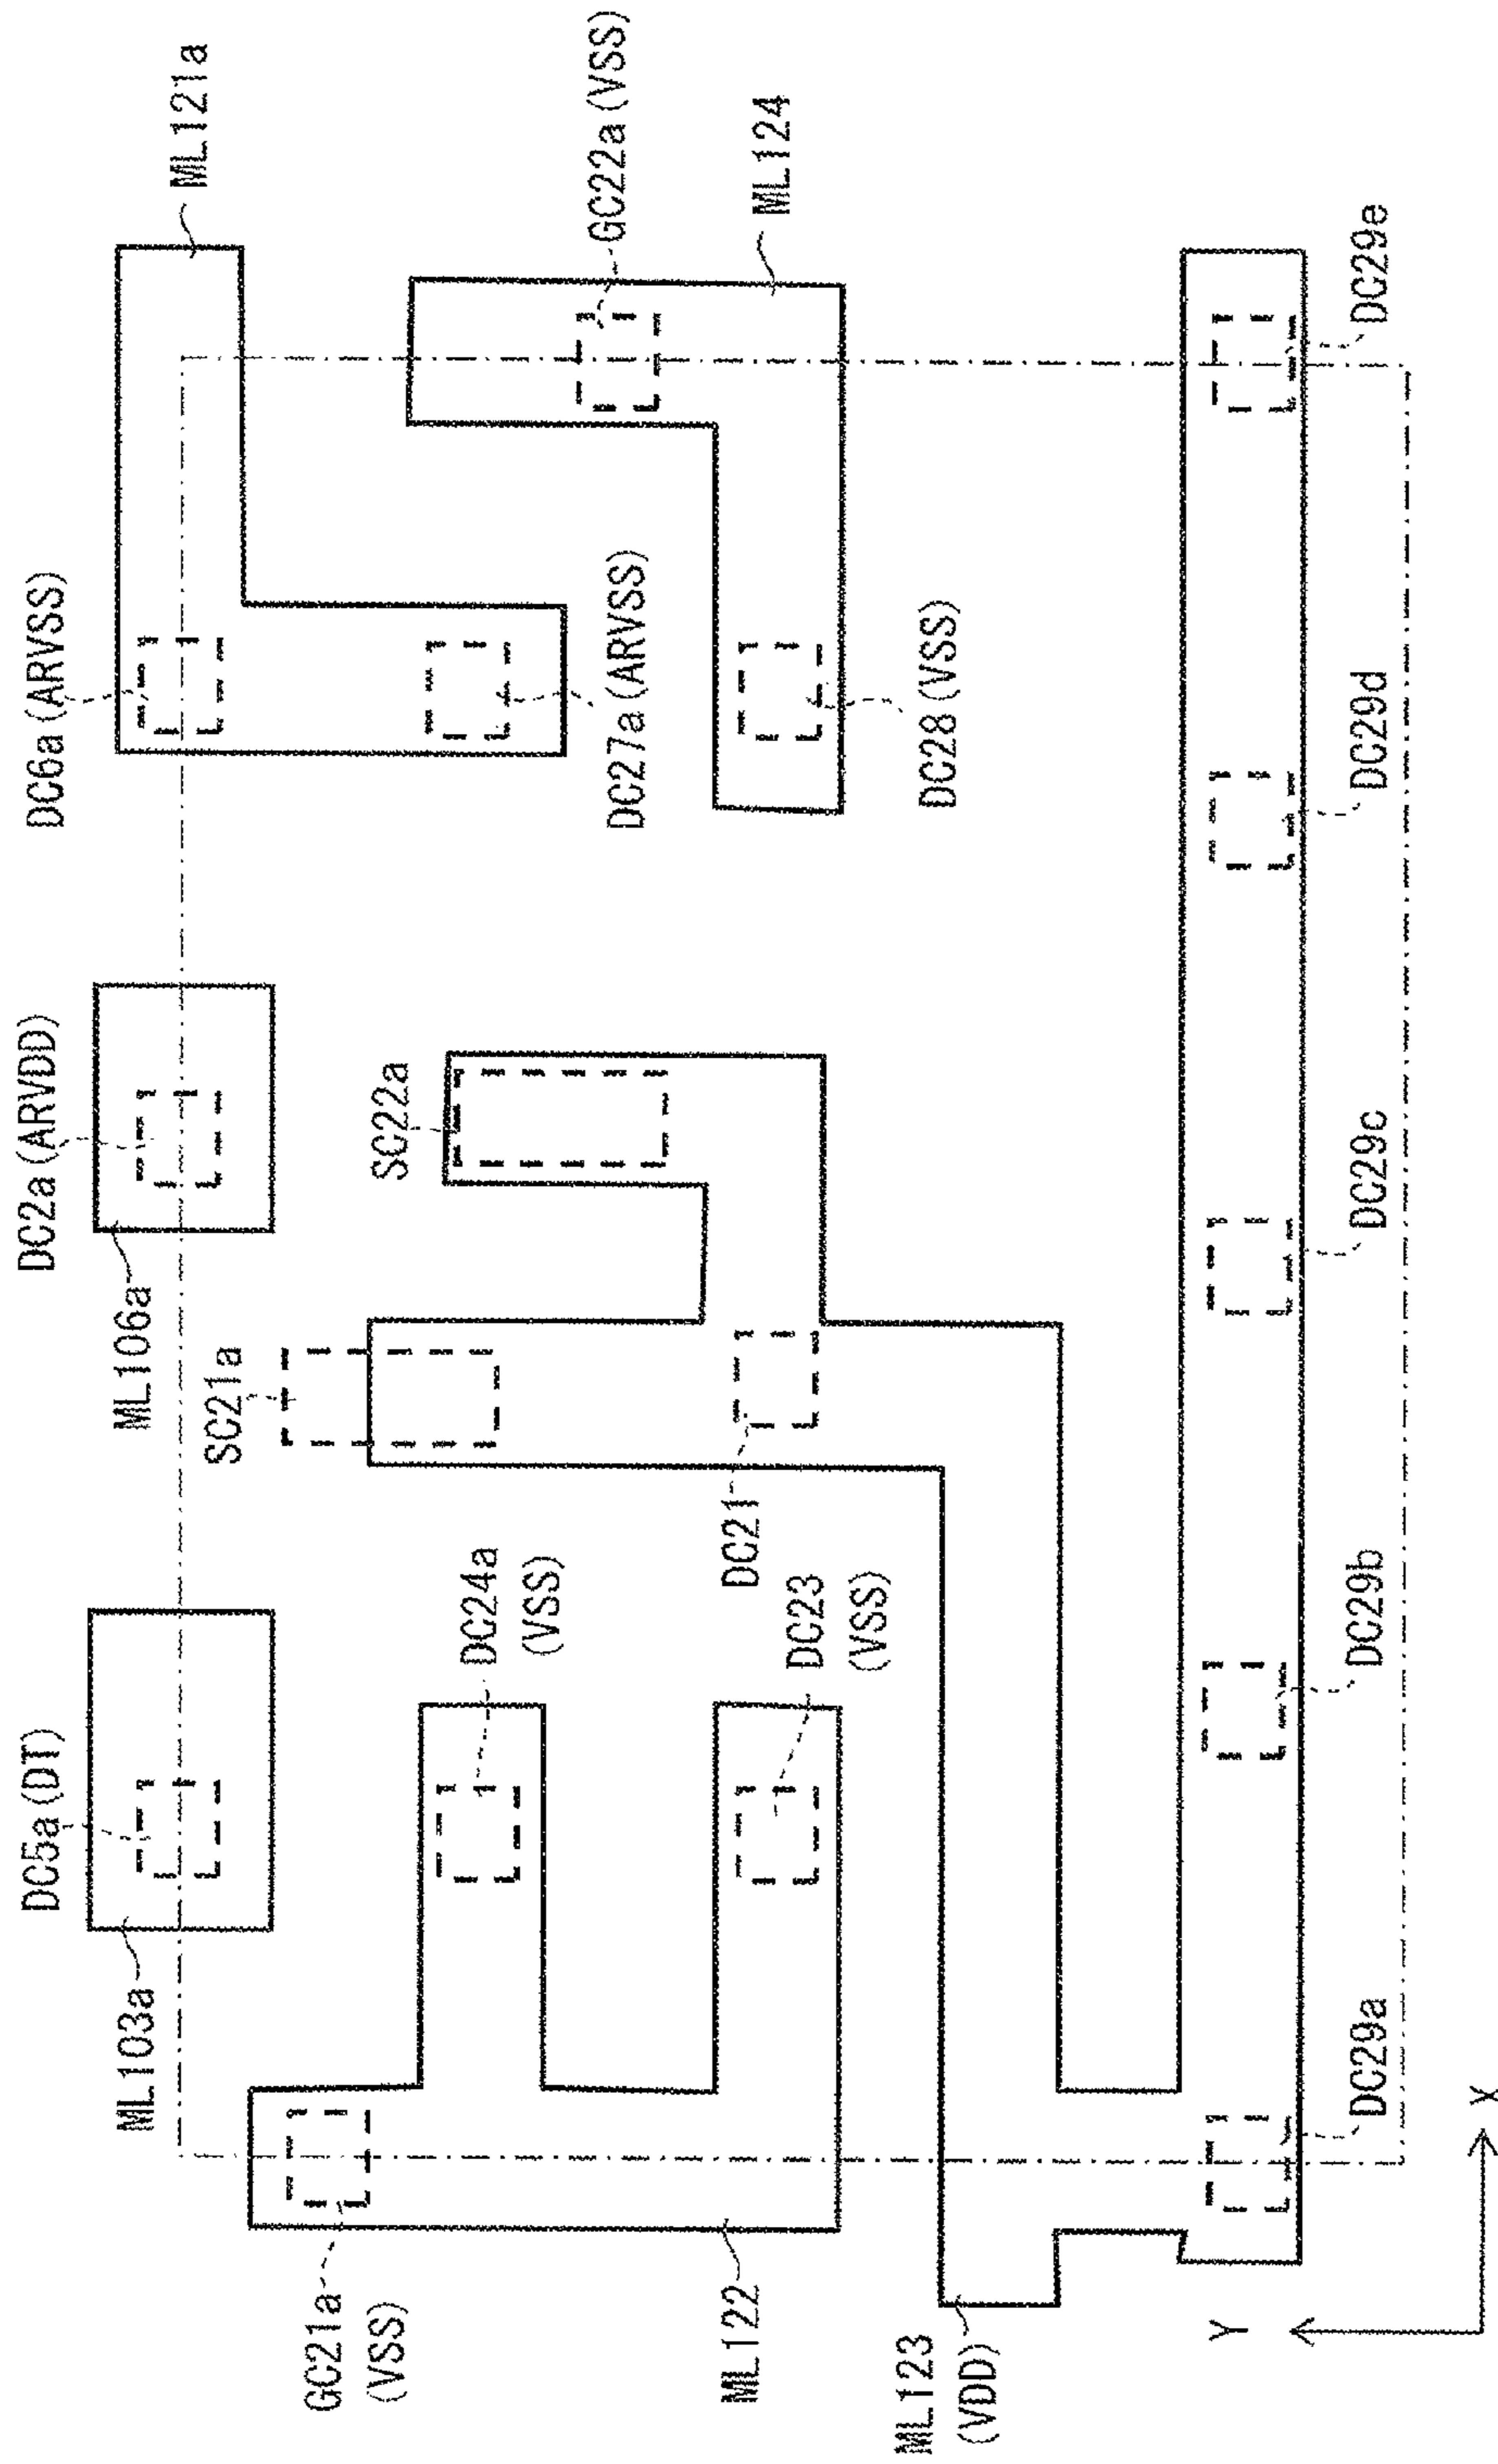 DC5a(DT)
DC2a(ARVDD)
DC6a(ARVSS)
ML103a
ML106a
ML121a
SC21a
GC21a
(VSS)
SC22a
DC24a
(VSS)
DC27a(ARVSS)
GC22a(VSS)
ML122
DC21
ML124
DC23
(VSS)
ML123
(VDD)
DC28(VSS)
Y
DC29a
DC29b
DC29c
DC29d
DC29e
X